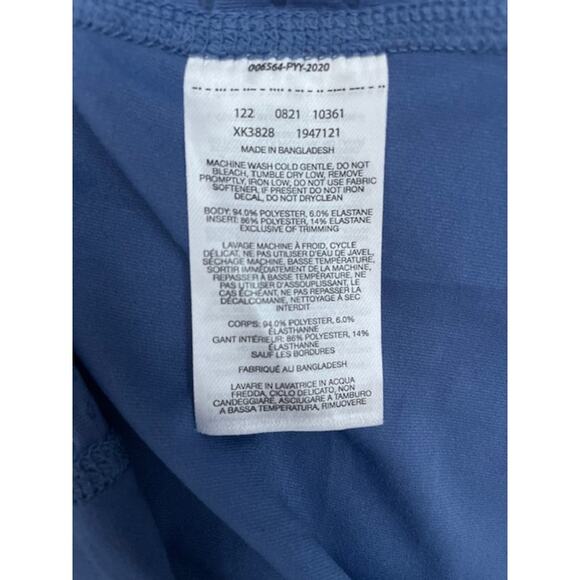 006564-PYY-2020
122 0821 10361
XK3828 1947121
MADE IN BANGLADESH
MACHINE WASH COLD GENTLE, DO NOT
BLEACH, TUMBLE DRY LOW, REMOVE
PROMPTLY, IRON LOW, DO NOT USE FABRIC
SOFTENER, IF PRESENT DO NOT IRON
DECAL, DO NOT DRYCLEAN
BODY: 94.0% POLYESTER, 6.0% ELASTANE
INSERT: 86% POLYESTER, 14% ELASTANE
EXCLUSIVE OF TRIMMING
LAVAGE MACHINE À FROID, CYCLE
DÉLICAT, NE PAS UTILISER D'EAU DE JAVEL,
SÉCHAGE MACHINE, BASSE TEMPÉRATURE,
SORTIR IMMÉDIATEMENT DE LA MACHINE,
REPASSER À BASSE TEMPÉRATURE, NE
PAS UTILISER D'ASSOUPLISSANT, LE
CAS ÉCHÉANT, NE PAS REPASSER LA
DÉCALCOMANIE, NETTOYAGE À SEC
INTERDIT
CORPS: 94.0% POLYESTER, 6.0%
ÉLASTHANNE
GANT INTÉRIEUR: 86% POLYESTER, 14%
ÉLASTHANNE
SAUF LES BORDURES
FABRIQUÉ AU BANGLADESH
LAVARE IN LAVATRICE IN ACQUA
FREDDA, CICLO DELICATO, NON
CANDEGGIARE, ASCIUGARE A TAMBURO
A BASSA TEMPERATURA, RIMUOVERE